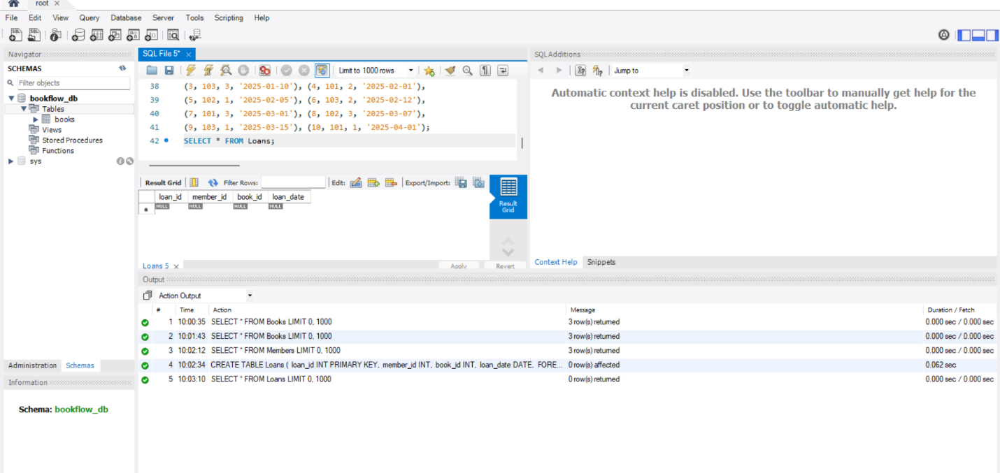 root
File Edit View Query Database Server Tools Scripting Help
Navigator
SCHEMAS
Filter objects
bookflow_db
Tables
books
Views
Stored Procedures
Functions
sys
Administration Schemas
Information
Schema: bookflow_db
SQL File 5*
Limit to 1000 rows
38 (3, 103, 3, '2025-01-10'), (4, 101, 2, '2025-02-01'),
39 (5, 102, 1, '2025-02-05'), (6, 103, 2, '2025-02-12'),
40 (7, 101, 3, '2025-03-01'), (8, 102, 3, '2025-03-07'),
41 (9, 103, 1, '2025-03-15'), (10, 101, 1, '2025-04-01');
42 SELECT * FROM Loans;
Result Grid Filter Rows: Edit: Export/Import:
loan_id member_id book_id loan_date
NULL NULL NULL NULL
Result
Grid
Loans 5 Apply Revert
SQLAdditions
Jump to
Automatic context help is disabled. Use the toolbar to manually get help for the
current caret position or to toggle automatic help.
Context Help Snippets
Output
Action Output
# Time Action Message Duration / Fetch
1 10:00:35 SELECT * FROM Books LIMIT 0, 1000 3 row(s) returned 0.000 sec / 0.000 sec
2 10:01:43 SELECT * FROM Books LIMIT 0, 1000 3 row(s) returned 0.000 sec / 0.000 sec
3 10:02:12 SELECT * FROM Members LIMIT 0, 1000 3 row(s) returned 0.000 sec / 0.000 sec
4 10:02:34 CREATE TABLE Loans ( loan_id INT PRIMARY KEY, member_id INT, book_id INT, loan_date DATE, FORE... 0 row(s) affected 0.062 sec
5 10:03:10 SELECT * FROM Loans LIMIT 0, 1000 0 row(s) returned 0.000 sec / 0.000 sec